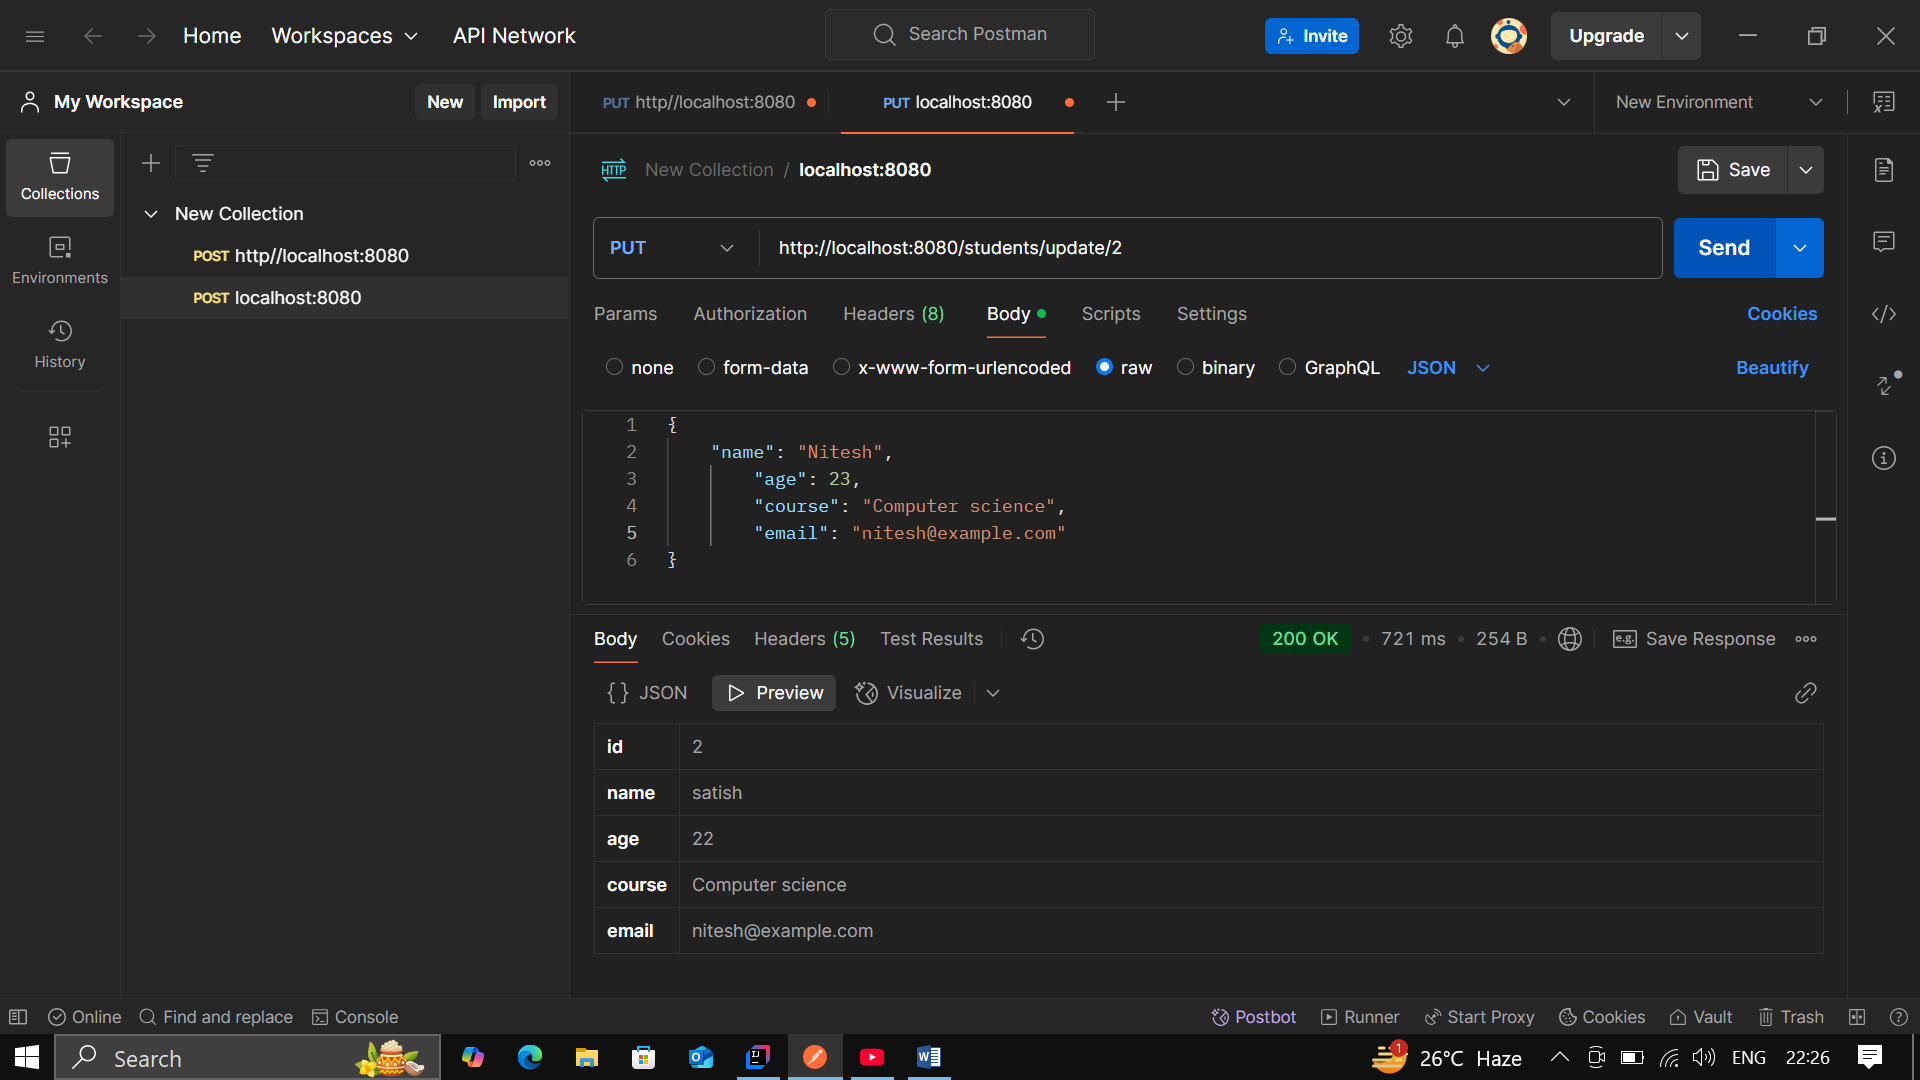 Home Workspaces API Network Search Postman Invite Upgrade
My Workspace New Import PUT http//localhost:8080 PUT localhost:8080 New Environment
Collections
Environments
History
New Collection
POST http//localhost:8080
POST localhost:8080
HTTP New Collection / localhost:8080 Save
PUT http://localhost:8080/students/update/2 Send
Params Authorization Headers (8) Body Scripts Settings Cookies
none form-data x-www-form-urlencoded raw binary GraphQL JSON Beautify
1 {
2 "name": "Nitesh",
3 "age": 23,
4 "course": "Computer science",
5 "email": "nitesh@example.com"
6 }
Body Cookies Headers (5) Test Results 200 OK • 721 ms • 254 B • e.g. Save Response
{} JSON Preview Visualize
id 2
name satish
age 22
course Computer science
email nitesh@example.com
Online Find and replace Console Postbot Runner Start Proxy Cookies Vault Trash
Search 1 26°C Haze ENG 22:26